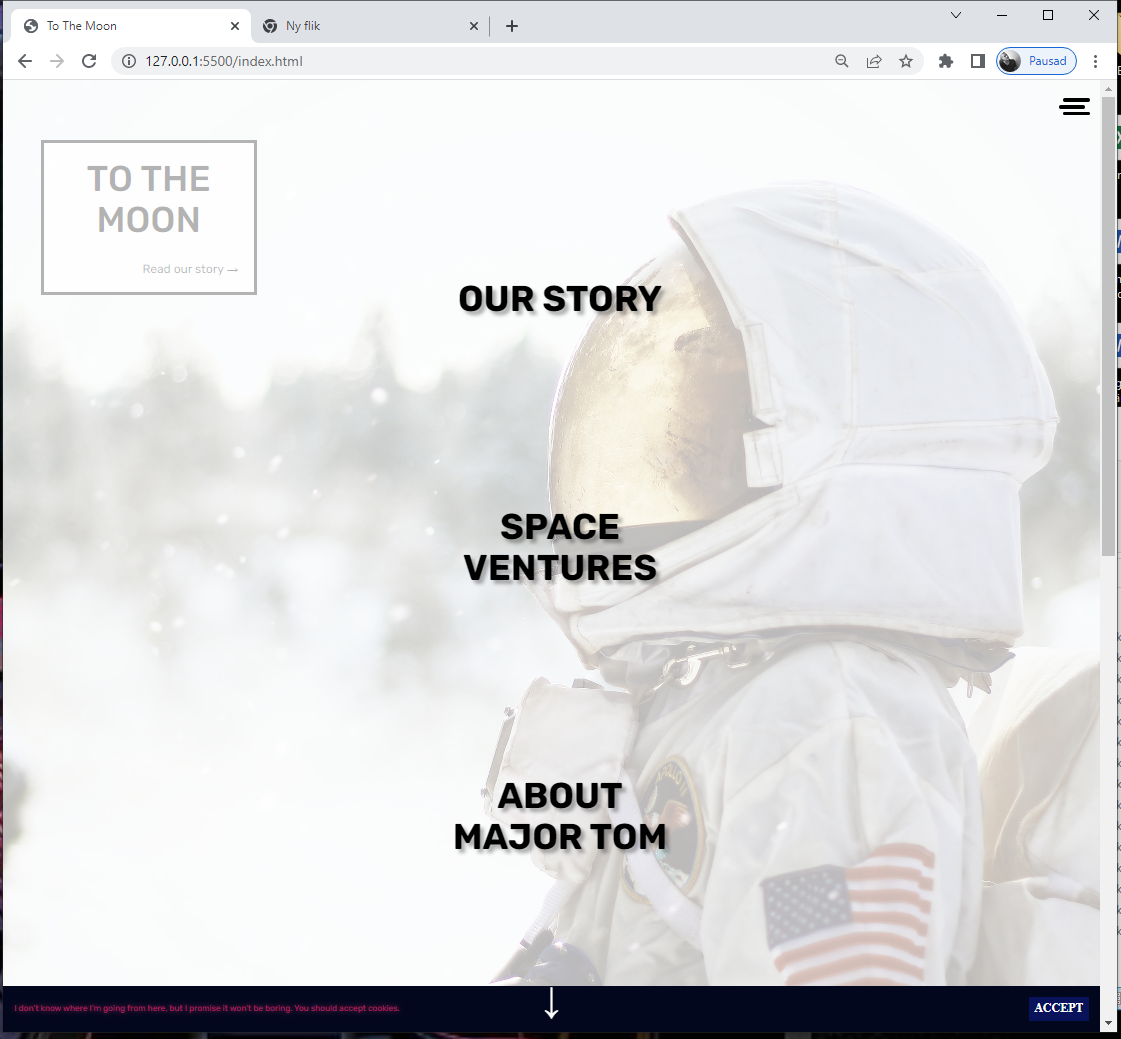 To The Moon
Ny flik
127.0.0.1:5500/index.html
Pausad
TO THE
MOON
Read our story →
OUR STORY
SPACE
VENTURES
ABOUT
MAJOR TOM
I don't know where I'm going from here, but i promise it won't be boring. You should accept cookies.
ACCEPT